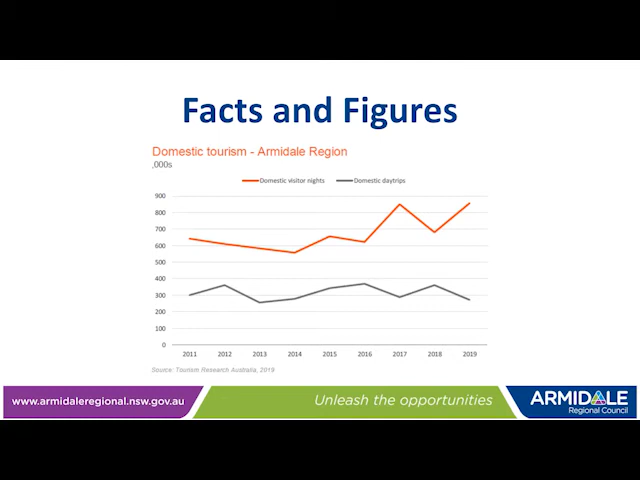 Facts and Figures
Domestic tourism - Armidale Region
,000s
Domestic visitor nights Domestic daytrips
900
800
700
600
500
400
300
200
100
0
2011 2012 2013 2014 2015 2016 2017 2018 2019
Source: Tourism Research Australia, 2019
www.armidaleregional.nsw.gov.au
Unleash the opportunities
ARMIDALE
Regional Council